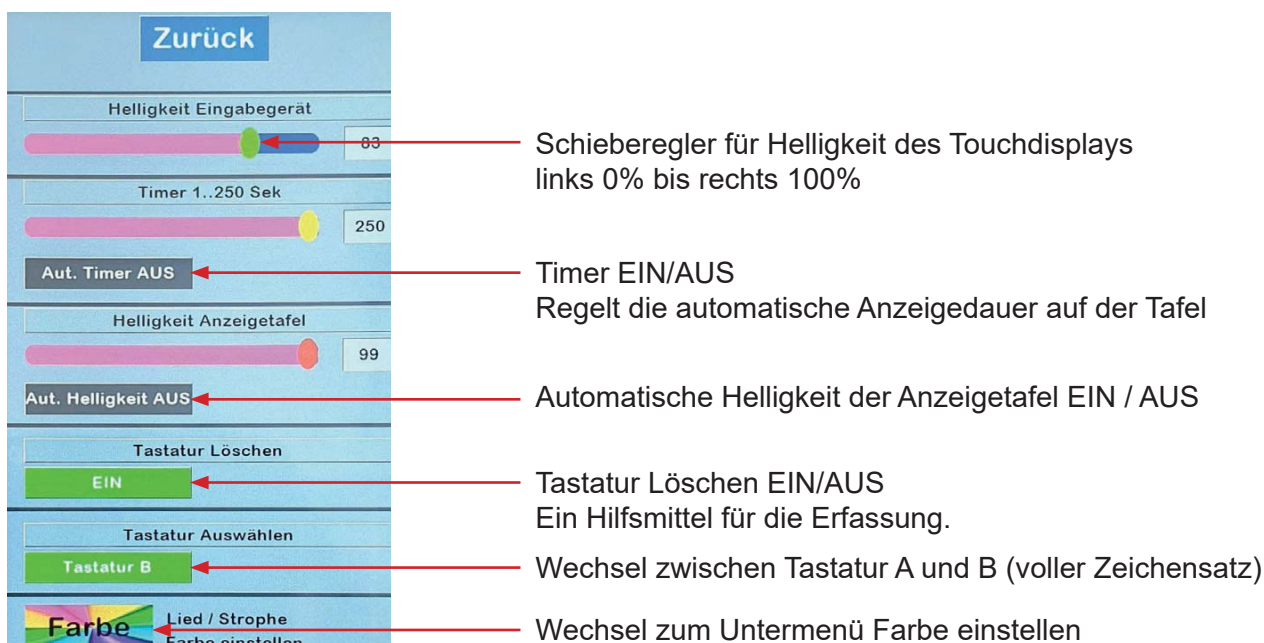 Zurück
Helligkeit Eingabegerät
83
Schieberegler für Helligkeit des Touchdisplays
links 0% bis rechts 100%
Timer 1..250 Sek
250
Aut. Timer AUS
Timer EIN/AUS
Regelt die automatische Anzeigedauer auf der Tafel
Helligkeit Anzeigetafel
99
Aut. Helligkeit AUS
Automatische Helligkeit der Anzeigetafel EIN / AUS
Tastatur Löschen
EIN
Tastatur Löschen EIN/AUS
Ein Hilfsmittel für die Erfassung.
Tastatur Auswählen
Tastatur B
Wechsel zwischen Tastatur A und B (voller Zeichensatz)
Farbe
Lied / Strophe
Farbe einstellen
Wechsel zum Untermenü Farbe einstellen